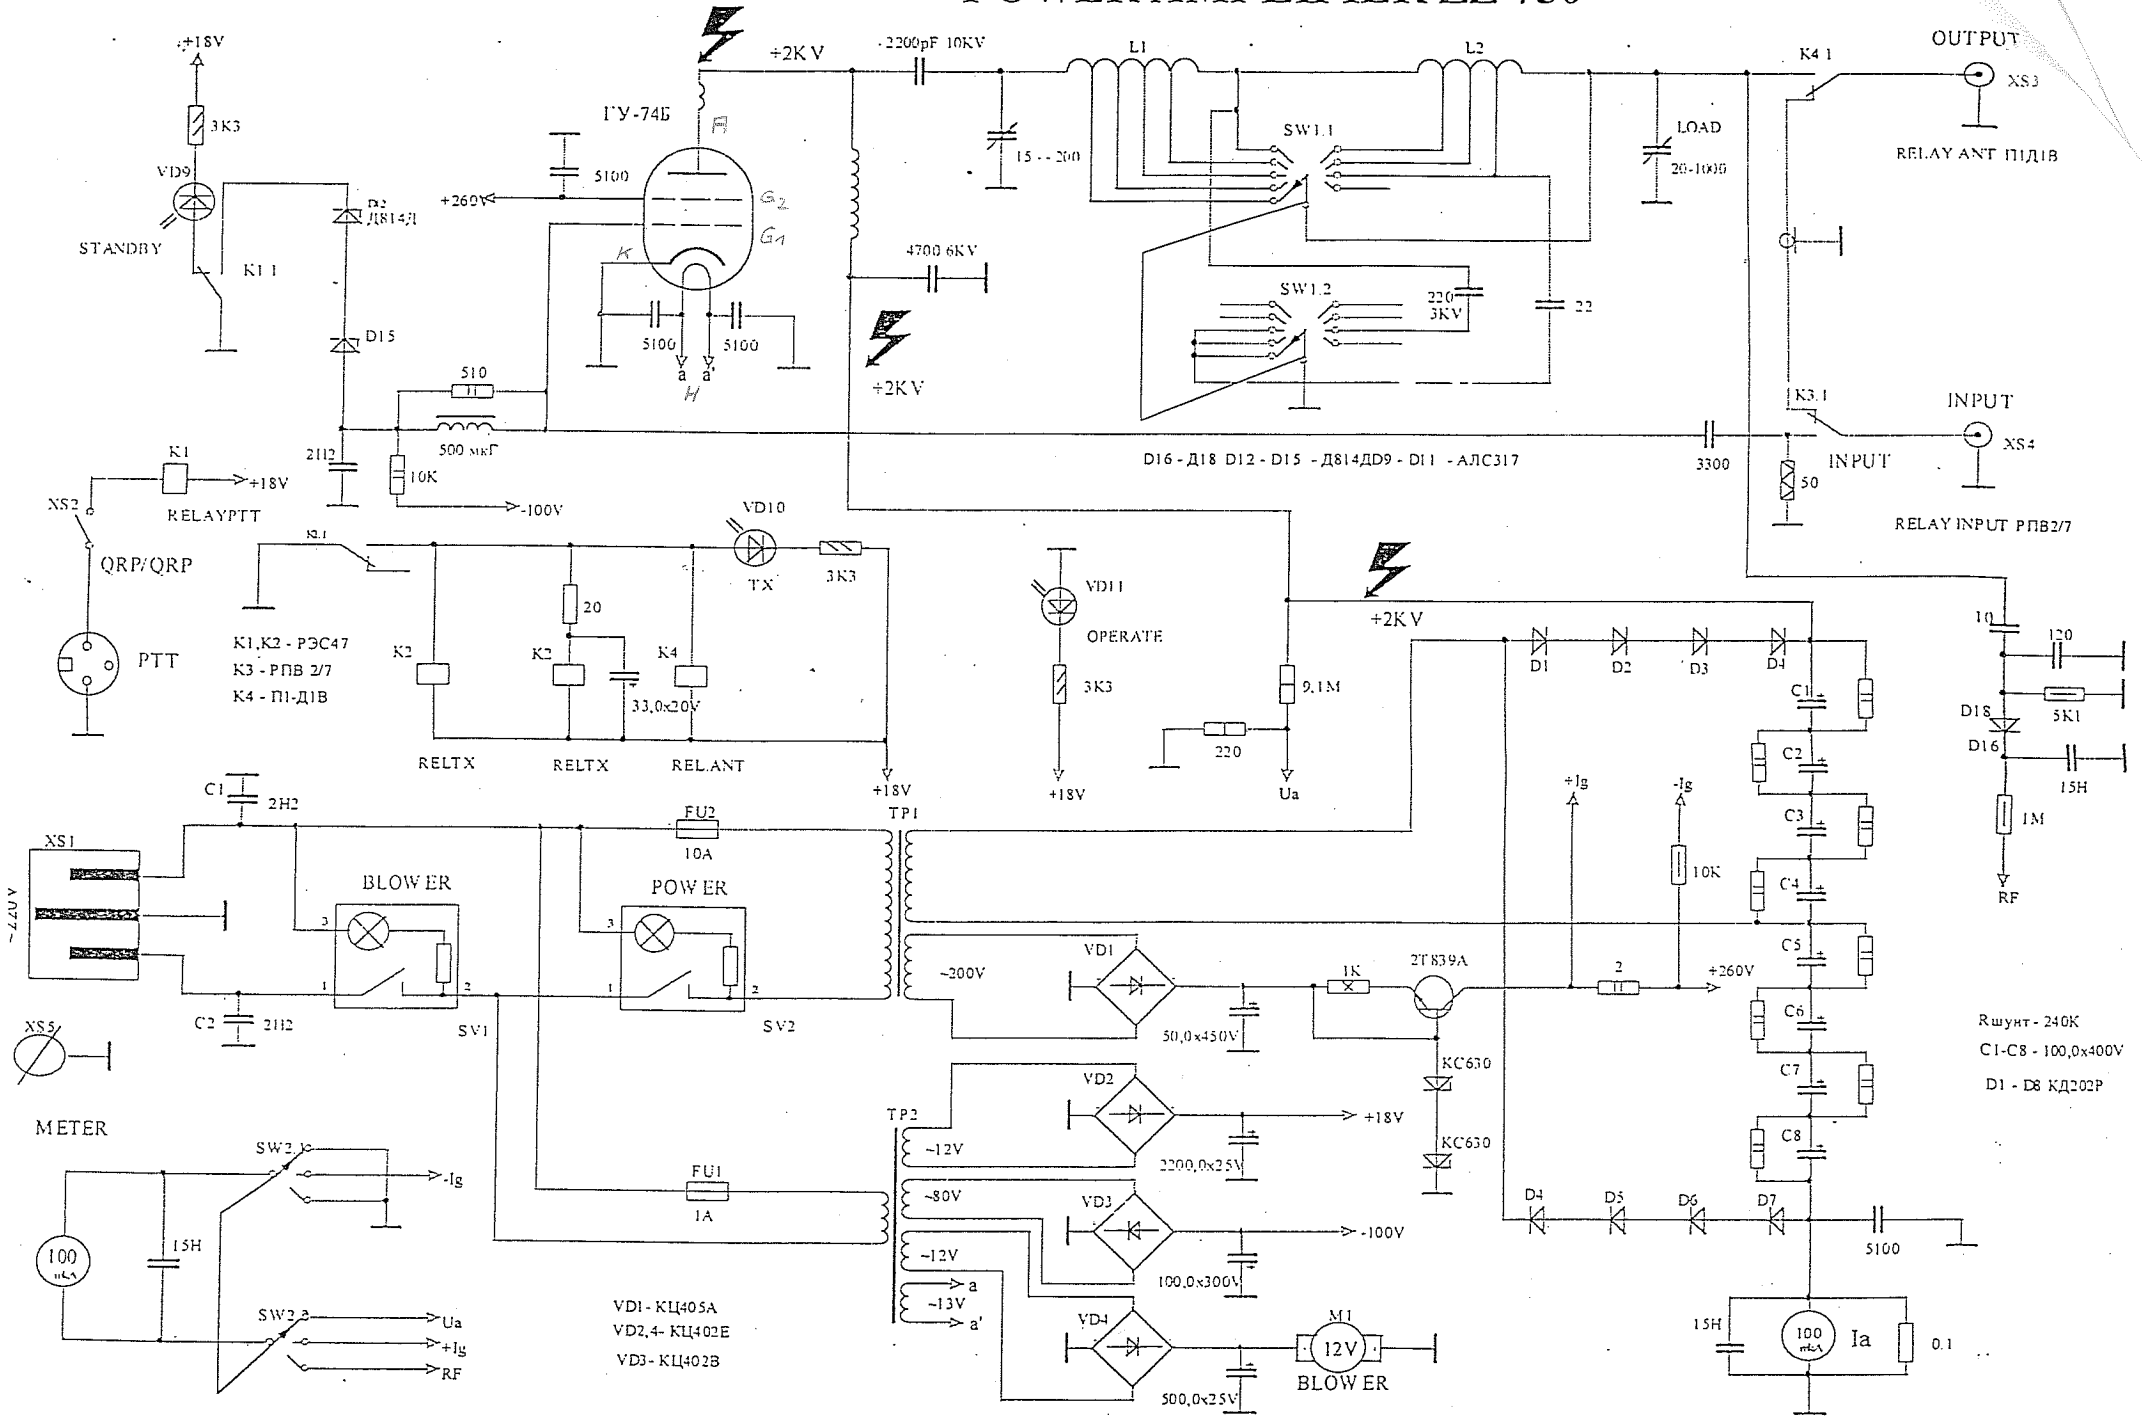 +18V
3K3
VD9
STANDBY
K1.1
Д814Д
D15
ГУ-74Б
A
+2KV
2200pF 10KV
L1
L2
K4.1
OUTPUT
XS3
5100
+260V
G2
G1
K
5100
5100
a
a'
H
15 - - 200
SW1.1
LOAD
20-1000
RELAY ANT П1Д1В
4700 6KV
SW1.2
220
3KV
22
+2KV
510
500 мкГ
2H2
10K
-100V
K3.1
INPUT
XS4
3300
50
INPUT
D16 - Д18 D12 - D15 - Д814ДD9 - D11 - АЛС317
RELAY INPUT РПВ2/7
K1
+18V
RELAYPTT
XS2
QRP/QRP
PTT
K1,K2 - РЭС47
K3 - РПВ 2/7
K4 - П1-Д1В
VD10
TX
3K3
20
K2
K2
K4
33,0x20V
RELTX
RELTX
REL.ANT
+18V
VD11
OPERATE
3K3
+18V
+2KV
9,1M
220
Ua
D1
D2
D3
D4
10
120
5K1
D18
D16
15H
1M
RF
C1
C2
C3
C4
C5
C6
C7
C8
+Ig
-Ig
10K
C1
2H2
XS1
FU2
10A
TP1
BLOWER
3
1
2
SV1
POWER
3
1
2
SV2
C2
2H2
XS5
~200V
VD1
50,0x450V
1K
2T839A
2
+260V
KC630
KC630
Rшунт - 240K
C1-C8 - 100,0x400V
D1 - D8 КД202Р
TP2
~12V
VD2
+18V
2200,0x25V
METER
SW2.1
-Ig
100
15H
SW2.2
Ua
+Ig
RF
FU1
1A
~80V
VD3
-100V
100,0x300V
~12V
a
~13V
a'
VD4
500,0x25V
M1
12V
BLOWER
VD1- КЦ405А
VD2,4- КЦ402Е
VD3- КЦ402В
D4
D5
D6
D7
5100
15H
100
Ia
0.1